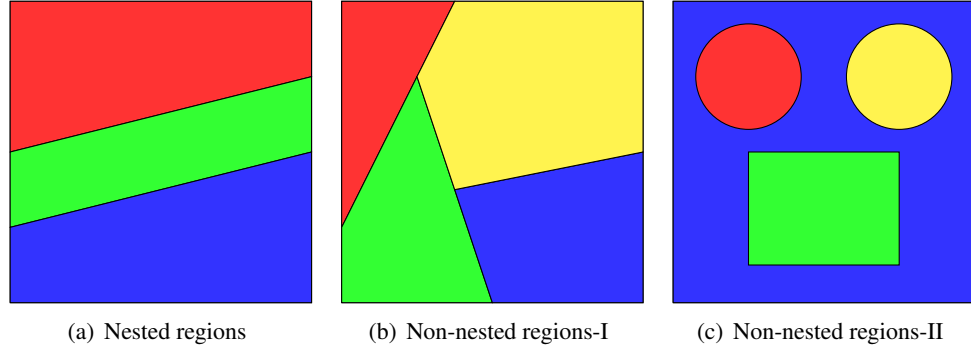 (a) Nested regions
(b) Non-nested regions-I
(c) Non-nested regions-II